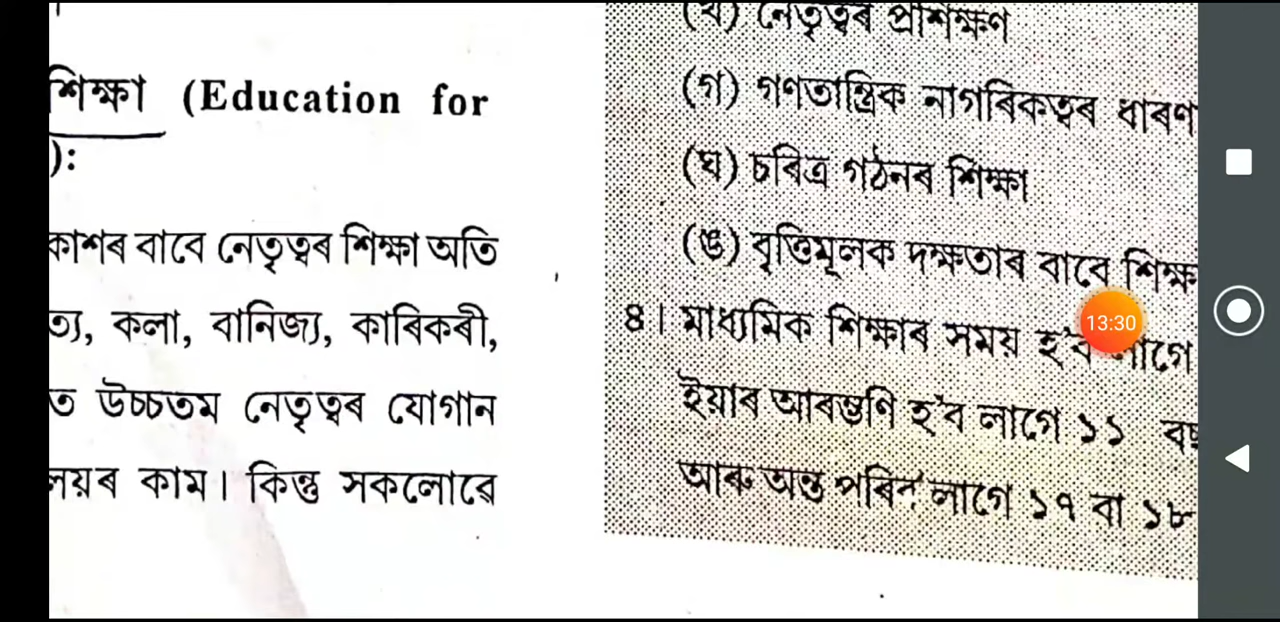 শিক্ষা (Education for
):
কাশৰ বাবে নেতৃত্বৰ শিক্ষা অতি
ত্য, কলা, বানিজ্য, কাৰিকৰী,
ত উচ্চতম নেতৃত্বৰ যোগান
লয়ৰ কাম। কিন্তু সকলোৱে
(খ) নেতৃত্বৰ প্ৰশিক্ষণ
(গ) গণতান্ত্ৰিক নাগৰিকত্বৰ ধাৰণ
(ঘ) চৰিত্ৰ গঠনৰ শিক্ষা
(ঙ) বৃত্তিমূলক দক্ষতাৰ বাবে শিক্ষ
৪। মাধ্যমিক শিক্ষাৰ সময় হ'ব লাগে
ইয়াৰ আৰম্ভণি হ'ব লাগে ১১ বছ
আৰু অন্ত পৰিব লাগে ১৭ বা ১৮
13:30